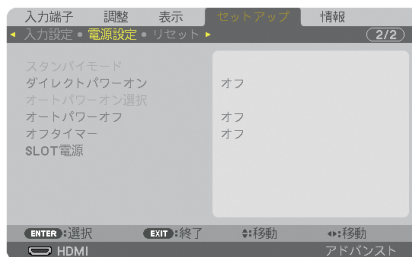 入力端子 調整 表示 セットアップ 情報
◀ 入力設定 ● 電源設定 ● リセット ▶ 2/2
スタンバイモード
ダイレクトパワーオン オフ
オートパワーオン選択
オートパワーオフ オフ
オフタイマー オフ
SLOT電源
ENTER:選択 EXIT:終了 ◆:移動 ◀▶:移動
HDMI アドバンスト